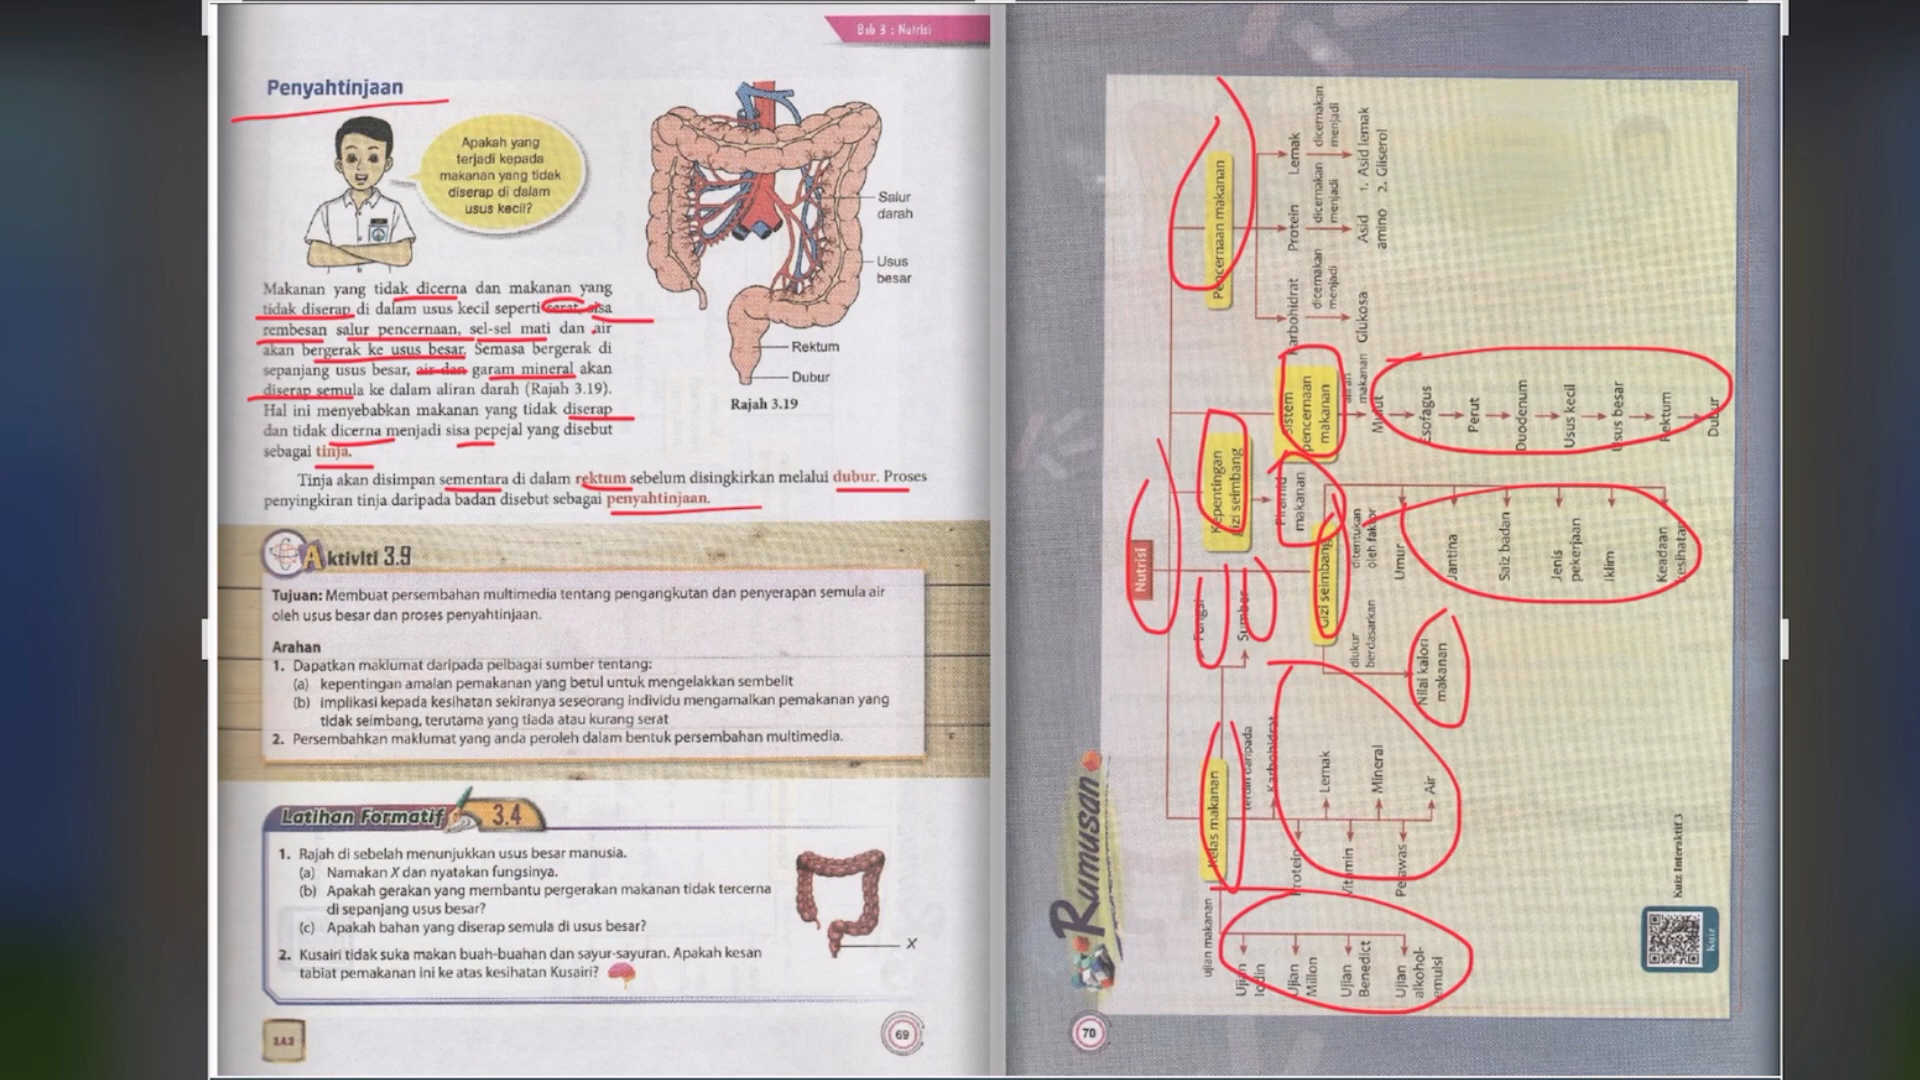 Bab 3 : Nutrisi
Penyahtinjaan
Apakah yang
terjadi kepada
makanan yang tidak
diserap di dalam
usus kecil?
Makanan yang tidak dicerna dan makanan yang
tidak diserap di dalam usus kecil seperti serat, sisa
rembesan salur pencernaan, sel-sel mati dan air
akan bergerak ke usus besar. Semasa bergerak di
sepanjang usus besar, air dan garam mineral akan
diserap semula ke dalam aliran darah (Rajah 3.19).
Hal ini menyebabkan makanan yang tidak diserap
dan tidak dicerna menjadi sisa pepejal yang disebut
sebagai tinja.
Salur
darah
Usus
besar
Rektum
Dubur
Rajah 3.19
Tinja akan disimpan sementara di dalam rektum sebelum disingkirkan melalui dubur. Proses
penyingkiran tinja daripada badan disebut sebagai penyahtinjaan.
Aktiviti 3.9
Tujuan: Membuat persembahan multimedia tentang pengangkutan dan penyerapan semula air
oleh usus besar dan proses penyahtinjaan.
Arahan
1. Dapatkan maklumat daripada pelbagai sumber tentang:
(a) kepentingan amalan pemakanan yang betul untuk mengelakkan sembelit
(b) implikasi kepada kesihatan sekiranya seseorang individu mengamalkan pemakanan yang
tidak seimbang, terutama yang tiada atau kurang serat
2. Persembahkan maklumat yang anda peroleh dalam bentuk persembahan multimedia.
Latihan Formatif 3.4
1. Rajah di sebelah menunjukkan usus besar manusia.
(a) Namakan X dan nyatakan fungsinya.
(b) Apakah gerakan yang membantu pergerakan makanan tidak tercerna
di sepanjang usus besar?
(c) Apakah bahan yang diserap semula di usus besar?
2. Kusairi tidak suka makan buah-buahan dan sayur-sayuran. Apakah kesan
tabiat pemakanan ini ke atas kesihatan Kusairi?
X
3.4.3
69
Rumusan
Nutrisi
Kelas makanan
ujian makanan
Ujian
Iodin
Ujian
Millon
Ujian
Benedict
Ujian
alkohol-
emulsi
terdiri daripada
Karbohidrat
Protein
Lemak
Vitamin
Mineral
Pelawas
Air
Fungsi
Sumber
Gizi seimbang
diukur
berdasarkan
Nilai kalori
makanan
ditentukan
oleh faktor
Umur
Jantina
Saiz badan
Jenis
pekerjaan
Iklim
Keadaan
kesihatan
Kepentingan
gizi seimbang
Piramid
makanan
Sistem
pencernaan
makanan
makanan
Mulut
Esofagus
Perut
Duodenum
Usus kecil
Usus besar
Rektum
Dubur
Pencernaan makanan
Karbohidrat
dicernakan
menjadi
Glukosa
Protein
dicernakan
menjadi
Asid
amino
Lemak
dicernakan
menjadi
1. Asid lemak
2. Gliserol
Kuiz Interaktif 3
Kuiz
70